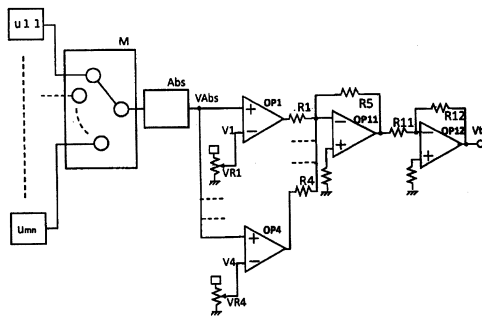 u11
M
Abs
VAbs
OP1
R1
R5
R11
R12
OP11
OP12
Vt
V1
VR1
R4
umn
OP4
V4
VR4